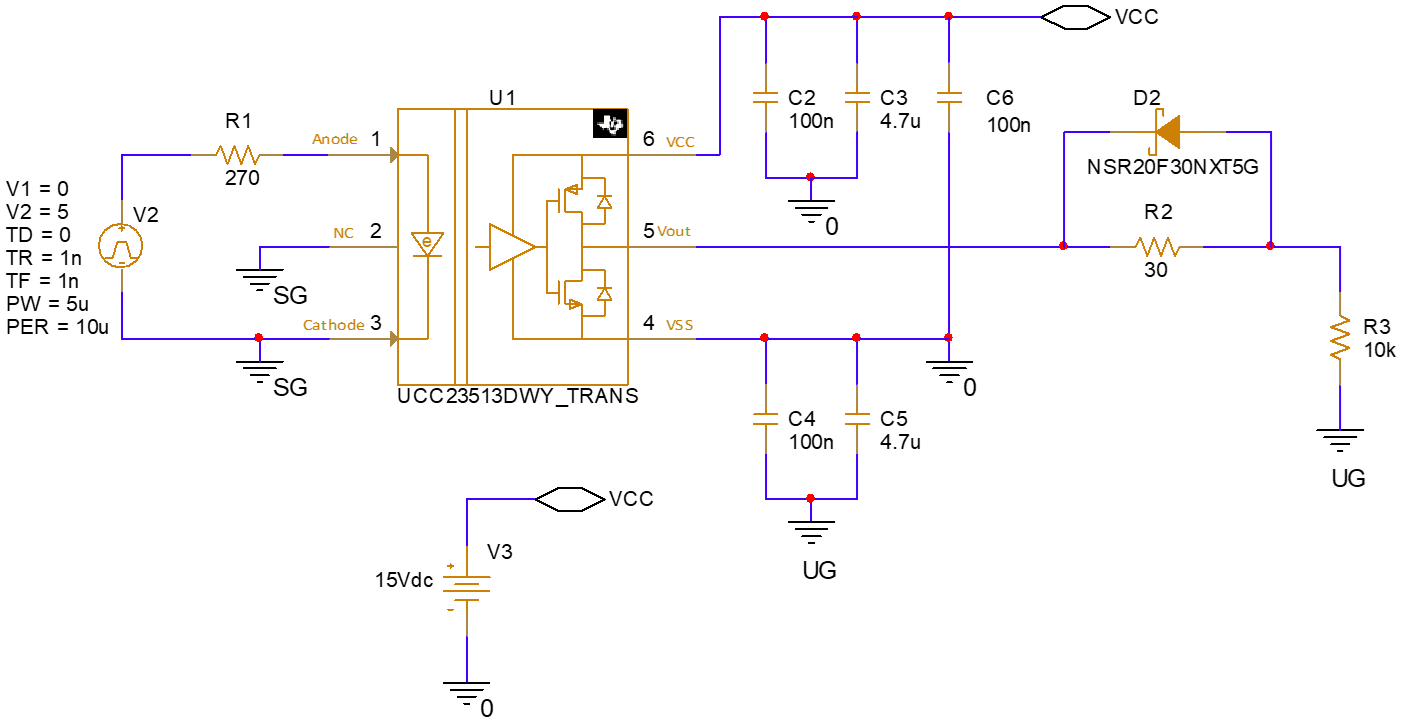 VCC
U1
C2
100n
C3
4.7u
C6
100n
D2
NSR20F30NXT5G
R1
270
Anode 1
6 VCC
V1 = 0
V2 = 5
TD = 0
TR = 1n
TF = 1n
PW = 5u
PER = 10u
V2
+
-
NC 2
e
5 Vout
0
R2
30
SG
Cathode 3
4 VSS
SG
0
R3
10k
UCC23513DWY_TRANS
C4
100n
C5
4.7u
UG
UG
VCC
V3
15Vdc
+
-
0